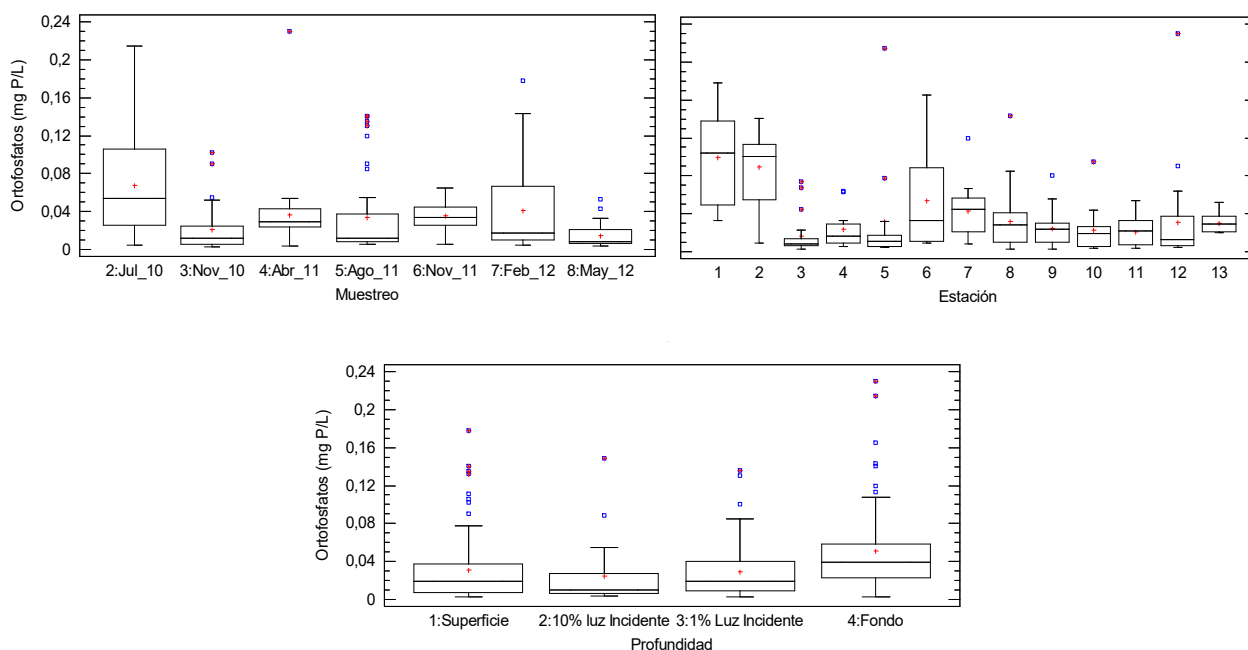 Ortofosfatos (mg P/L)
0,24
0,2
0,16
0,12
0,08
0,04
0
2:Jul_10 3:Nov_10 4:Abr_11 5:Ago_11 6:Nov_11 7:Feb_12 8:May_12
Muestreo
1 2 3 4 5 6 7 8 9 10 11 12 13
Estación
Ortofosfatos (mg P/L)
0,24
0,2
0,16
0,12
0,08
0,04
0
1:Superficie 2:10% luz Incidente 3:1% Luz Incidente 4:Fondo
Profundidad